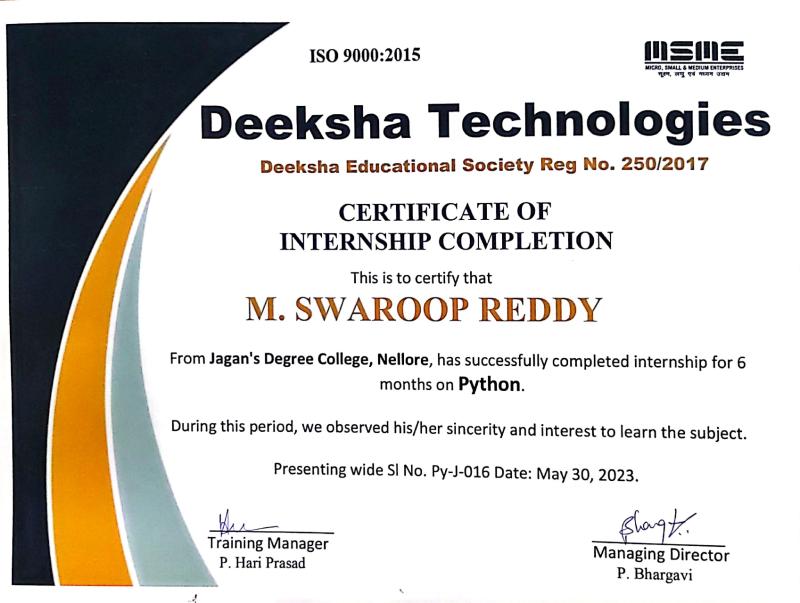 ISO 9000:2015
MSME
MICRO, SMALL & MEDIUM ENTERPRISES
सूक्ष्म, लघु एवं मध्यम उद्यम
Deeksha Technologies
Deeksha Educational Society Reg No. 250/2017
CERTIFICATE OF
INTERNSHIP COMPLETION
This is to certify that
M. SWAROOP REDDY
From Jagan's Degree College, Nellore, has successfully completed internship for 6
months on Python.
During this period, we observed his/her sincerity and interest to learn the subject.
Presenting wide Sl No. Py-J-016 Date: May 30, 2023.
Training Manager
P. Hari Prasad
Bhargavi
Managing Director
P. Bhargavi